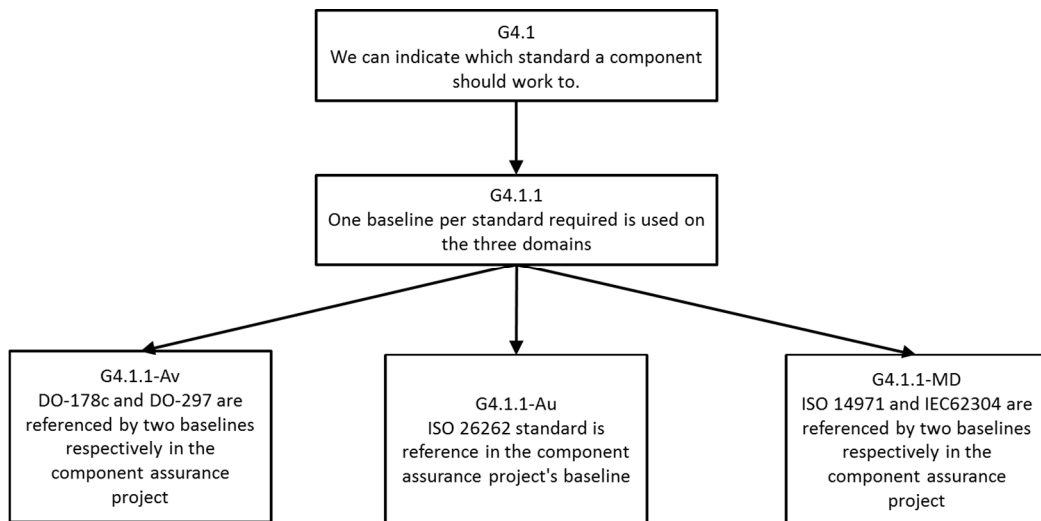 G4.1
We can indicate which standard a component
should work to.
G4.1.1
One baseline per standard required is used on
the three domains
G4.1.1-Av
DO-178c and DO-297 are
referenced by two baselines
respectively in the
component assurance
project
G4.1.1-Au
ISO 26262 standard is
reference in the component
assurance project's baseline
G4.1.1-MD
ISO 14971 and IEC62304 are
referenced by two baselines
respectively in the
component assurance
project